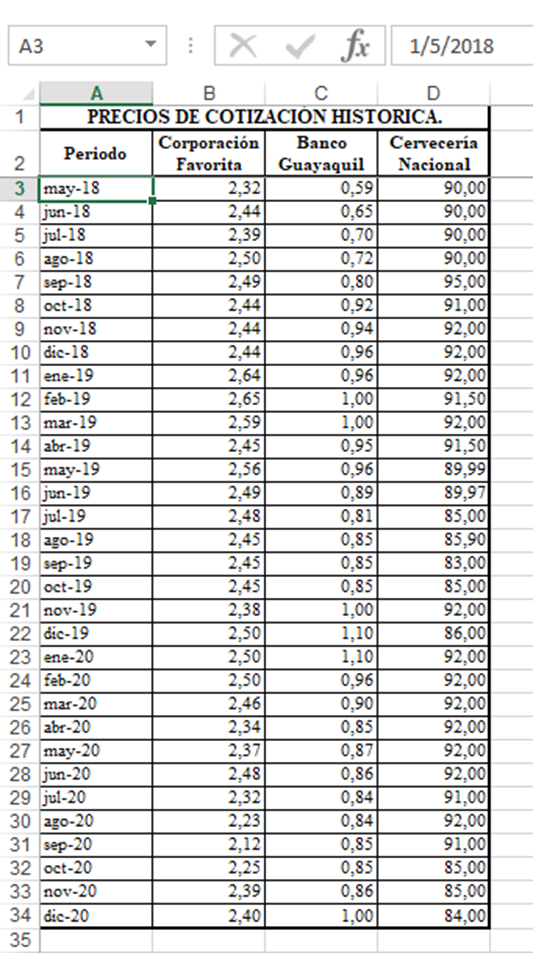 A3 fx 1/5/2018
A B C D
1 PRECIOS DE COTIZACIÓN HISTORICA.
2 Periodo Corporación Favorita Banco Guayaquil Cervecería Nacional
3 may-18 2,32 0,59 90,00
4 jun-18 2,44 0,65 90,00
5 jul-18 2,39 0,70 90,00
6 ago-18 2,50 0,72 90,00
7 sep-18 2,49 0,80 95,00
8 oct-18 2,44 0,92 91,00
9 nov-18 2,44 0,94 92,00
10 dic-18 2,44 0,96 92,00
11 ene-19 2,64 0,96 92,00
12 feb-19 2,65 1,00 91,50
13 mar-19 2,59 1,00 92,00
14 abr-19 2,45 0,95 91,50
15 may-19 2,56 0,96 89,99
16 jun-19 2,49 0,89 89,97
17 jul-19 2,48 0,81 85,00
18 ago-19 2,45 0,85 85,90
19 sep-19 2,45 0,85 83,00
20 oct-19 2,45 0,85 85,00
21 nov-19 2,38 1,00 92,00
22 dic-19 2,50 1,10 86,00
23 ene-20 2,50 1,10 92,00
24 feb-20 2,50 0,96 92,00
25 mar-20 2,46 0,90 92,00
26 abr-20 2,34 0,85 92,00
27 may-20 2,37 0,87 92,00
28 jun-20 2,48 0,86 92,00
29 jul-20 2,32 0,84 91,00
30 ago-20 2,23 0,84 92,00
31 sep-20 2,12 0,85 91,00
32 oct-20 2,25 0,85 85,00
33 nov-20 2,39 0,86 85,00
34 dic-20 2,40 1,00 84,00
35